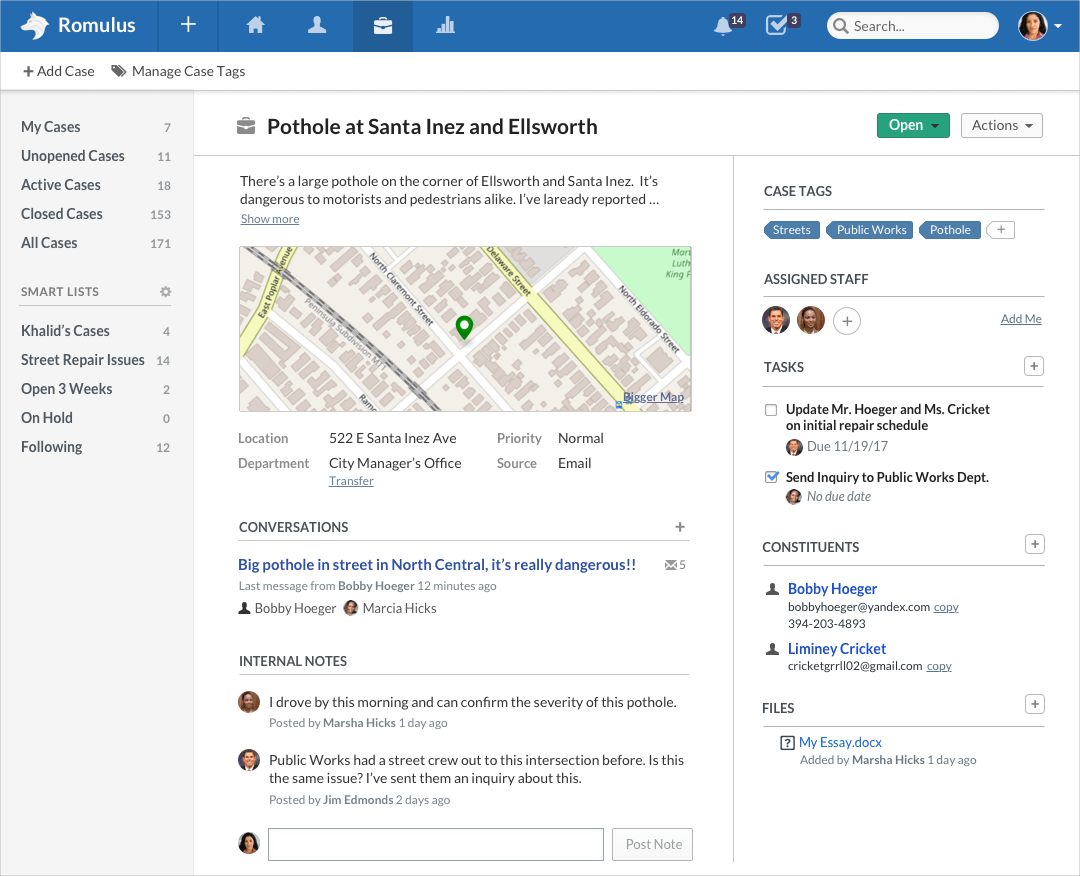 Romulus
14
3
Search...
Add Case
Manage Case Tags
My Cases 7
Unopened Cases 11
Active Cases 18
Closed Cases 153
All Cases 171
SMART LISTS
Khalid's Cases 4
Street Repair Issues 14
Open 3 Weeks 2
On Hold 0
Following 12
Pothole at Santa Inez and Ellsworth
Open
Actions
There's a large pothole on the corner of Ellsworth and Santa Inez. It's
dangerous to motorists and pedestrians alike. I've laready reported ...
Show more
East Poplar Avenue
North Claremont Street
Peninsula Subdivision MT1
Delaware Street
North Eldorado Street
Mart
Luth
King F
Ramo
Bigger Map
Location 522 E Santa Inez Ave
Priority Normal
Department City Manager's Office
Source Email
Transfer
CONVERSATIONS +
Big pothole in street in North Central, it's really dangerous!! 5
Last message from Bobby Hoeger 12 minutes ago
Bobby Hoeger Marcia Hicks
INTERNAL NOTES
I drove by this morning and can confirm the severity of this pothole.
Posted by Marsha Hicks 1 day ago
Public Works had a street crew out to this intersection before. Is this
the same issue? I've sent them an inquiry about this.
Posted by Jim Edmonds 2 days ago
Post Note
CASE TAGS
Streets Public Works Pothole +
ASSIGNED STAFF
+ Add Me
TASKS +
Update Mr. Hoeger and Ms. Cricket
on initial repair schedule
Due 11/19/17
Send Inquiry to Public Works Dept.
No due date
CONSTITUENTS +
Bobby Hoeger
bobbyhoeger@yandex.com copy
394-203-4893
Liminey Cricket
cricketgrrll02@gmail.com copy
FILES +
? My Essay.docx
Added by Marsha Hicks 1 day ago